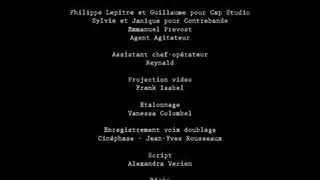 Philippe Lepitre et Guillaume pour Cap Studio
Sylvie et Janique pour Contrebande
Emmanuel Prevost
Agent Agitateur
Assistant chef-opérateur
Reynald
Projection video
Frank Isabel
Etalonnage
Vanessa Colombel
Enregistrement voix doublage
Cinéphase - Jean-Yves Rousseaux
Script
Alexandra Verien